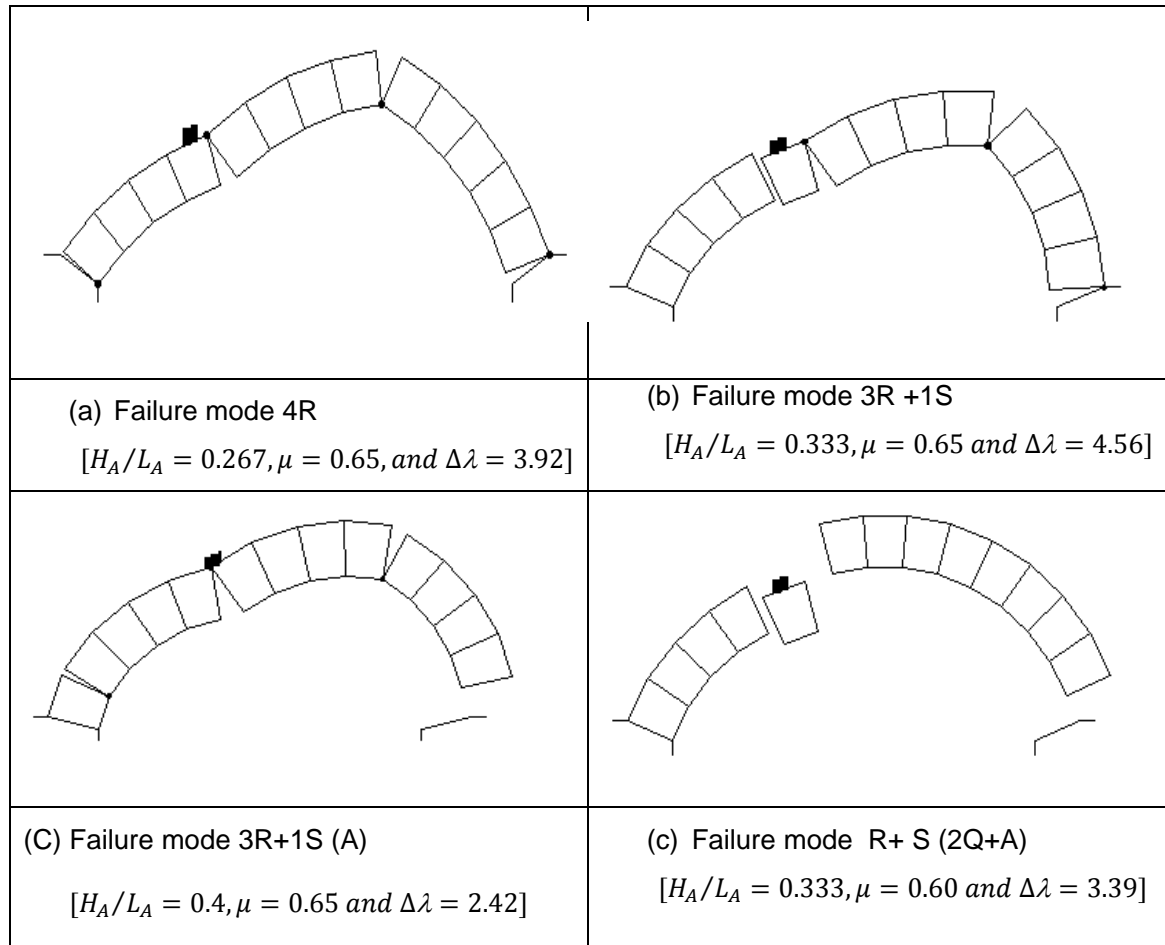 (a) Failure mode 4R
[H_A/L_A = 0.267, μ = 0.65, and Δλ = 3.92]
(b) Failure mode 3R +1S
[H_A/L_A = 0.333, μ = 0.65 and Δλ = 4.56]
(C) Failure mode 3R+1S (A)
[H_A/L_A = 0.4, μ = 0.65 and Δλ = 2.42]
(c) Failure mode R+ S (2Q+A)
[H_A/L_A = 0.333, μ = 0.60 and Δλ = 3.39]